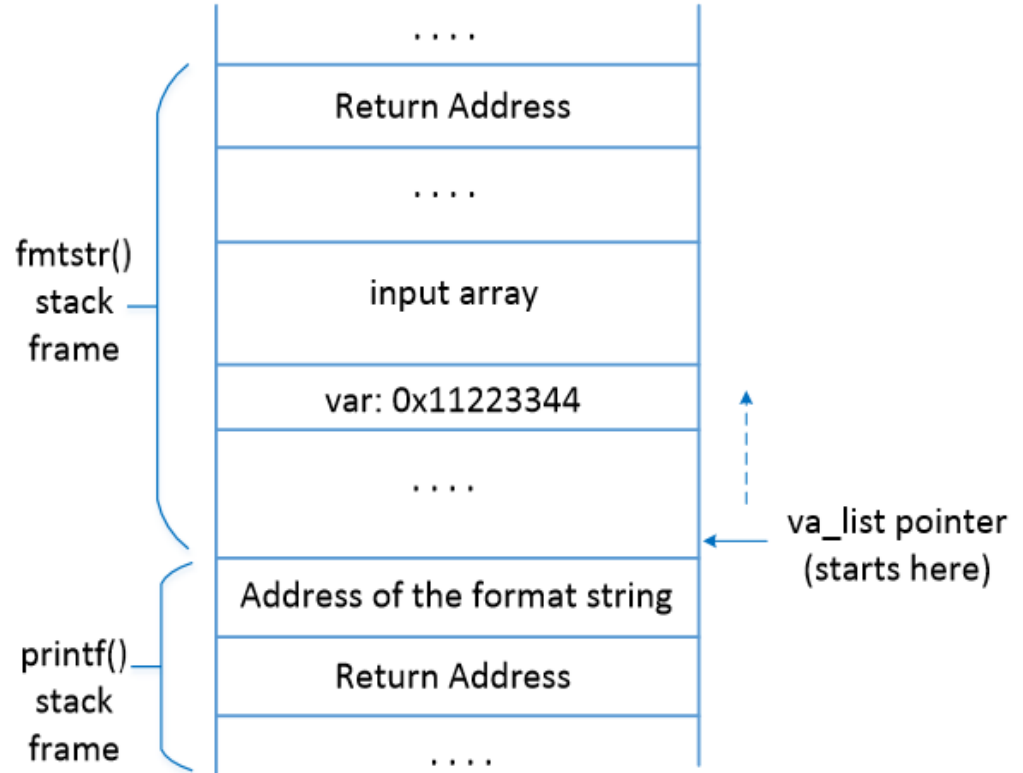 . . . .
Return Address
. . . .
fmtstr()
stack
frame
input array
var: 0x11223344
. . . .
va_list pointer
(starts here)
Address of the format string
printf()
stack
frame
Return Address
. . . .